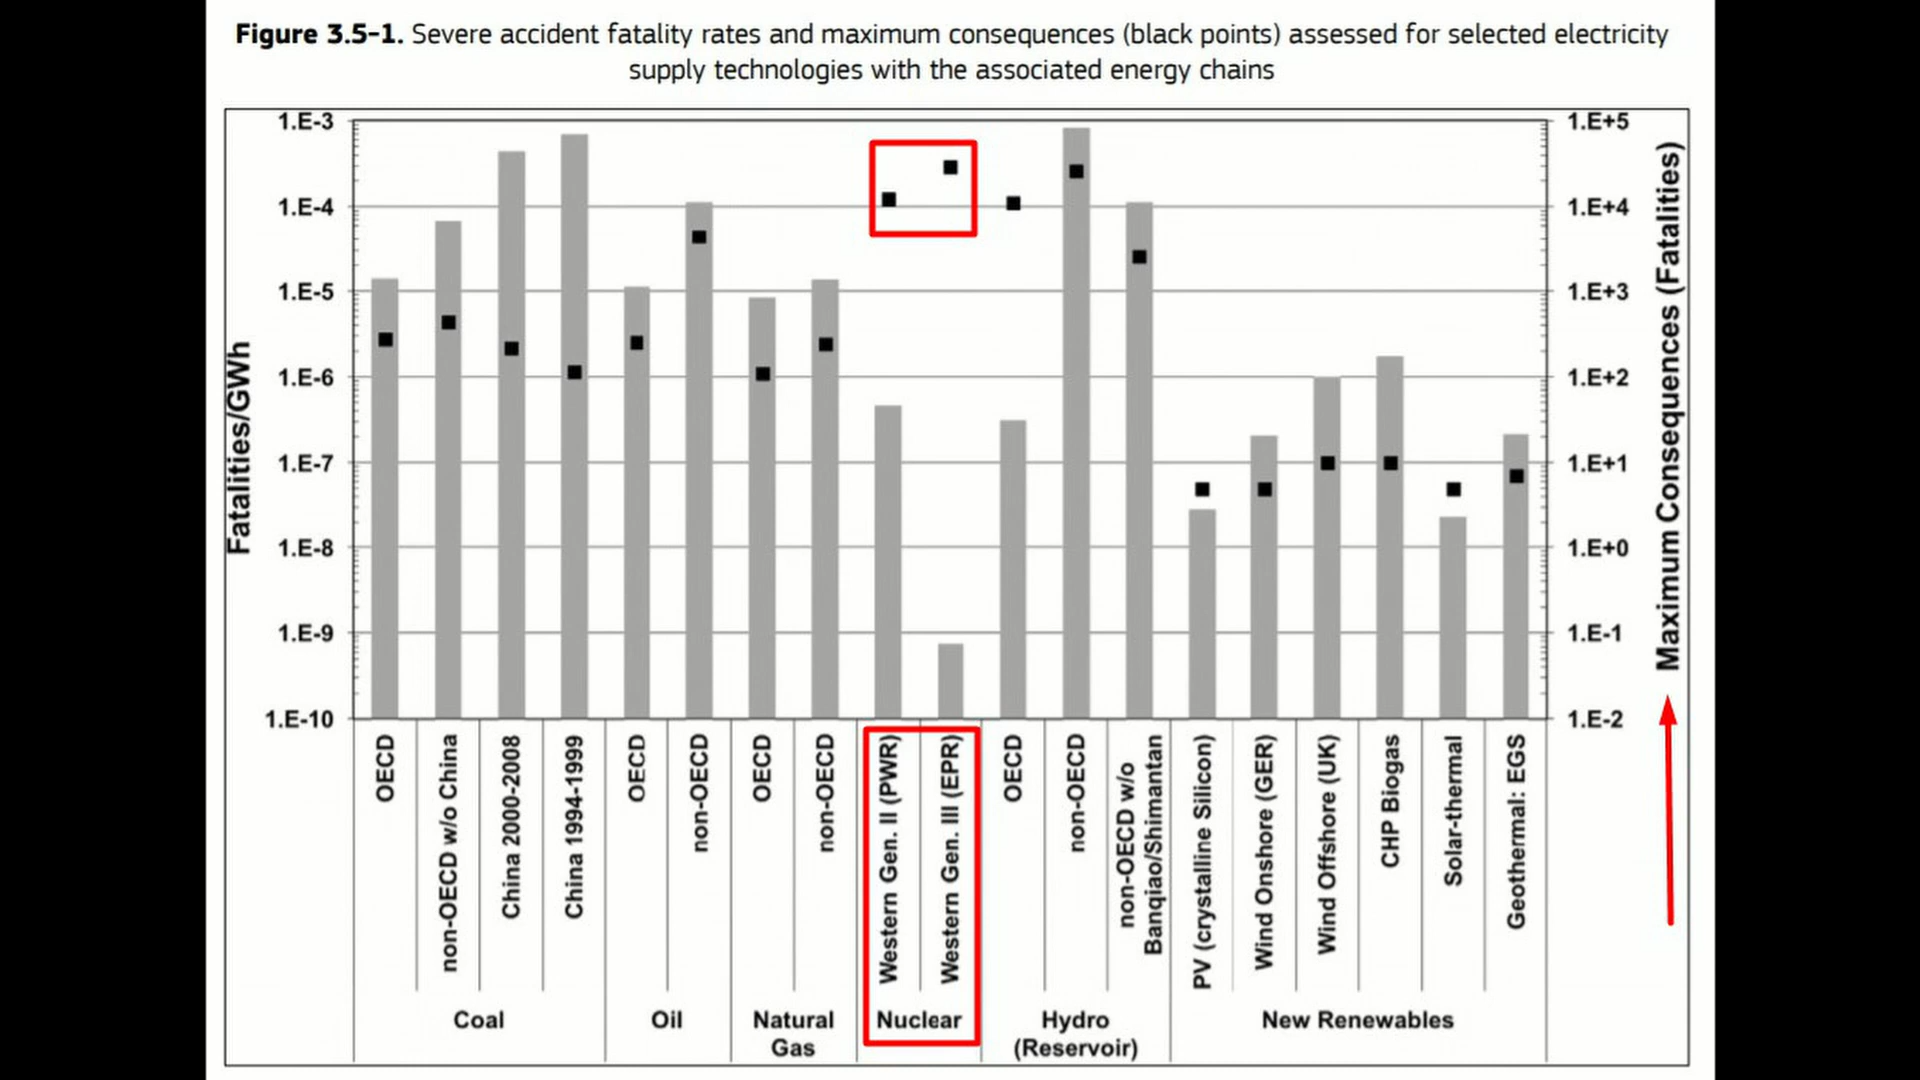 Figure 3.5-1. Severe accident fatality rates and maximum consequences (black points) assessed for selected electricity
supply technologies with the associated energy chains
Fatalities/GWh
1.E-3
1.E-4
1.E-5
1.E-6
1.E-7
1.E-8
1.E-9
1.E-10
1.E+5
1.E+4
1.E+3
1.E+2
1.E+1
1.E+0
1.E-1
1.E-2
Maximum Consequences (Fatalities)
OECD
non-OECD w/o China
China 2000-2008
China 1994-1999
OECD
non-OECD
OECD
non-OECD
Western Gen. II (PWR)
Western Gen. III (EPR)
OECD
non-OECD
non-OECD w/o
Banqiao/Shimantan
PV (crystalline Silicon)
Wind Onshore (GER)
Wind Offshore (UK)
CHP Biogas
Solar-thermal
Geothermal: EGS
Coal
Oil
Natural
Gas
Nuclear
Hydro
(Reservoir)
New Renewables